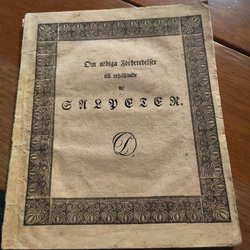 Om nödiga Förberedelser
till erhållande
af
SALPETER.